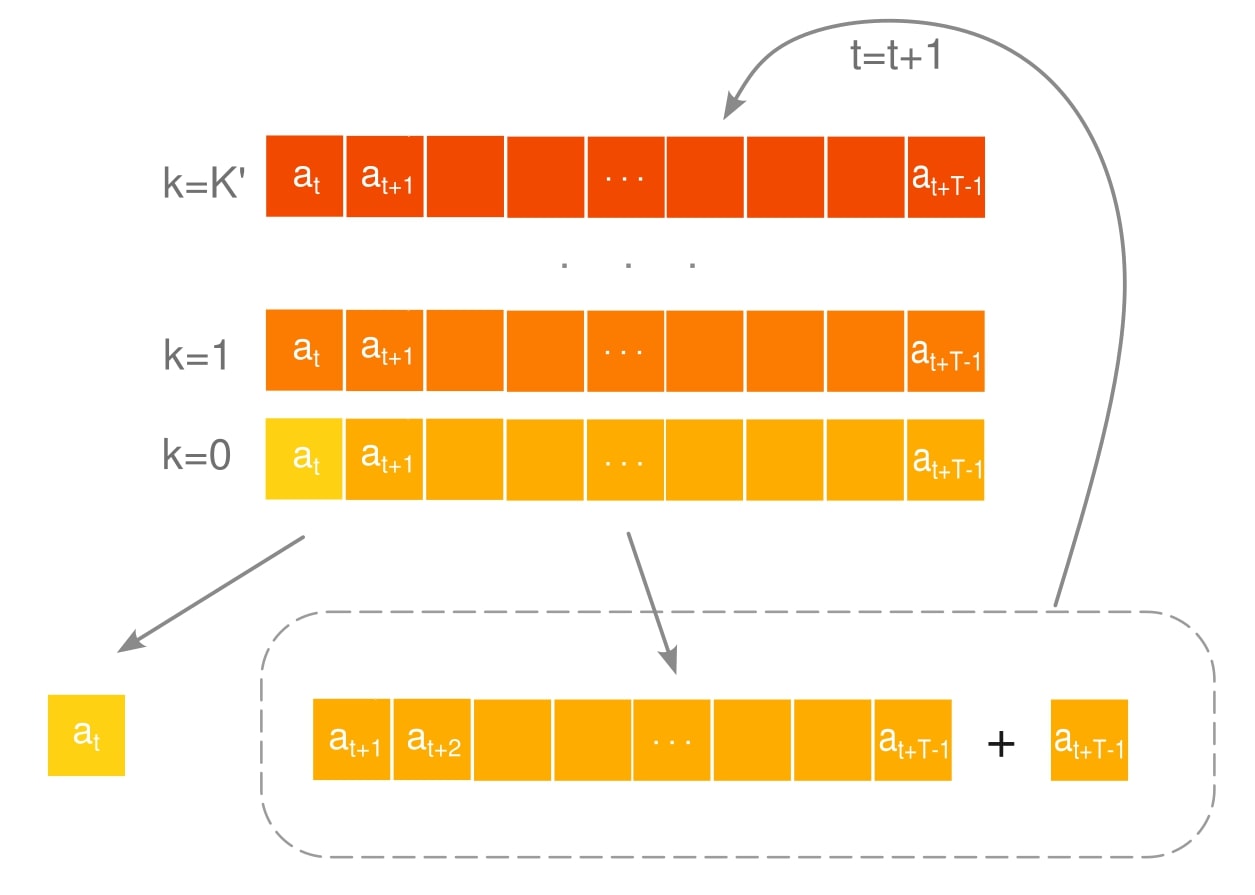 t=t+1
k=K' a_t a_{t+1} ... a_{t+T-1}
. . .
k=1 a_t a_{t+1} ... a_{t+T-1}
k=0 a_t a_{t+1} ... a_{t+T-1}
a_t a_{t+1} a_{t+2} ... a_{t+T-1} + a_{t+T-1}